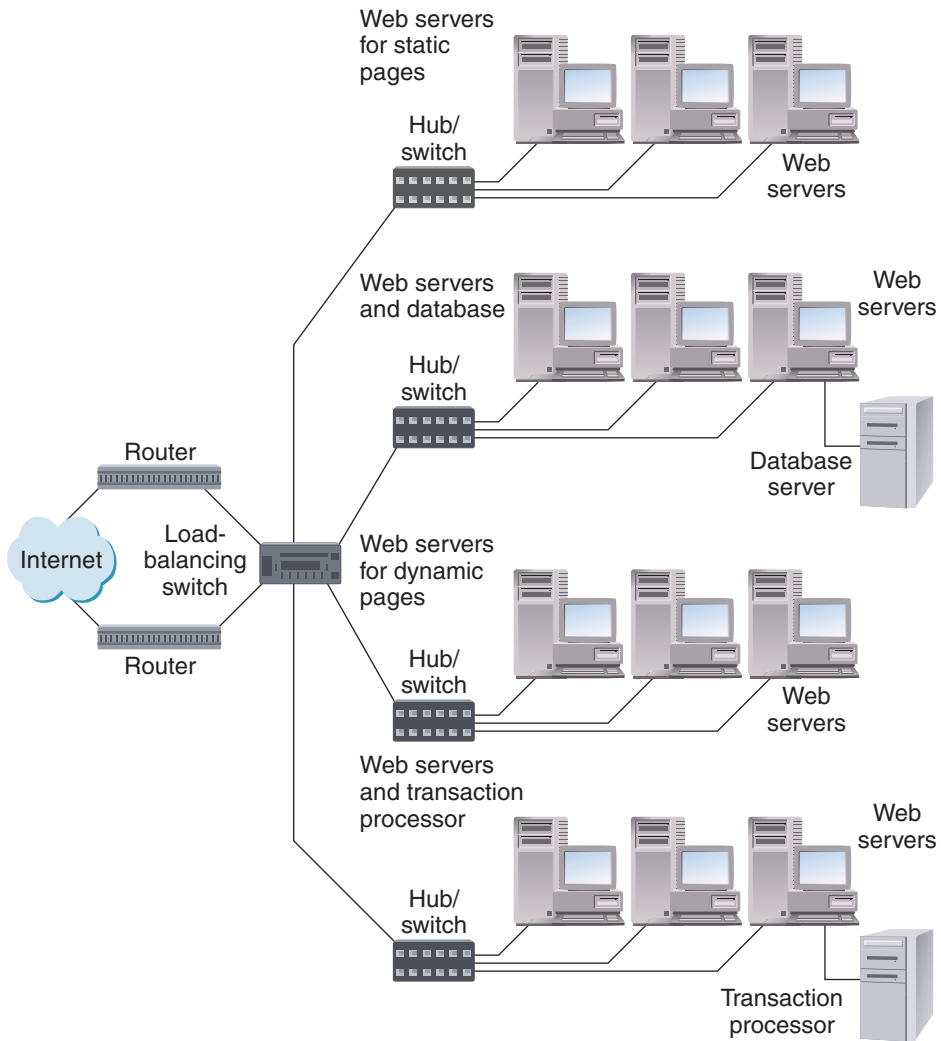 Web servers
for static
pages
Hub/
switch
Web
servers
Web servers
and database
Web
servers
Hub/
switch
Database
server
Router
Load-
balancing
switch
Internet
Router
Web servers
for dynamic
pages
Hub/
switch
Web
servers
Web servers
and transaction
processor
Web
servers
Hub/
switch
Transaction
processor